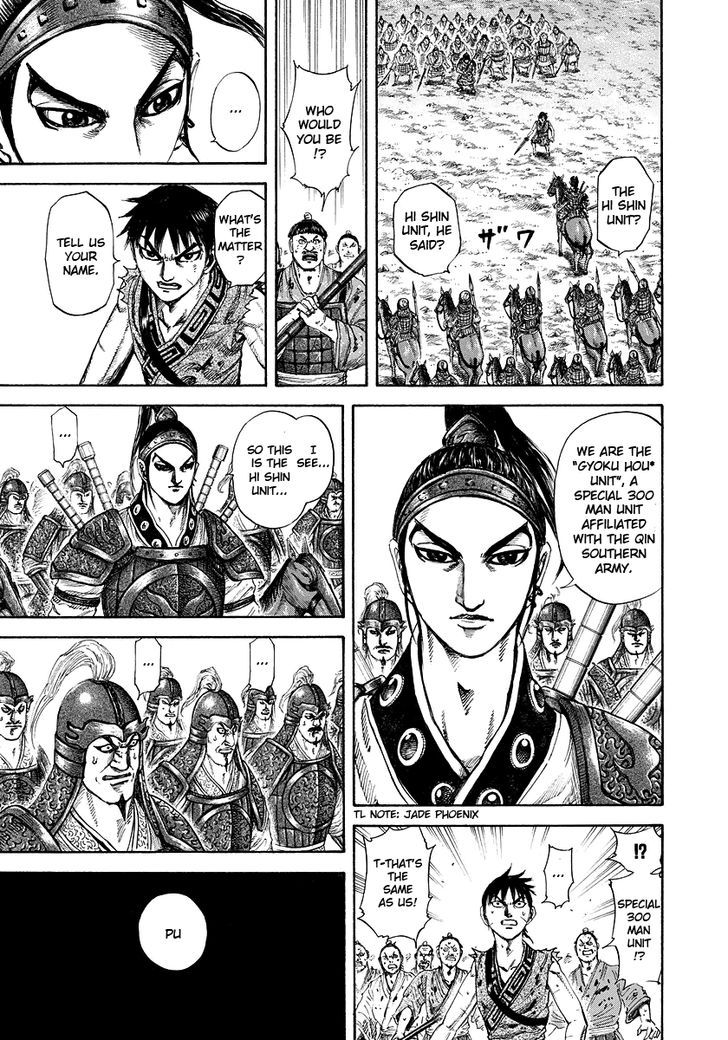 THE
HI SHIN
UNIT?
HI SHIN
UNIT, HE
SAID?
ザワ
WHO
WOULD
YOU BE
!?
...
WHAT'S
THE
MATTER
?
TELL US
YOUR
NAME.
WE ARE THE
"GYOKU HOU*
UNIT", A
SPECIAL 300
MAN UNIT
AFFILIATED
WITH THE QIN
SOUTHERN
ARMY.
TL NOTE: JADE PHOENIX
I
SEE...
SO THIS
IS THE
HI SHIN
UNIT...
...
!?
SPECIAL
300
MAN
UNIT
!?
T-THAT'S
THE
SAME
AS US!
...
...
PU